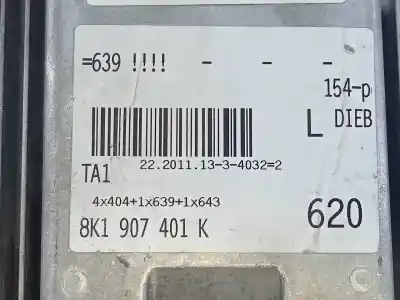 =639 !!!! - - -
154-p
L DIEB
22.2011.13-3-4032=2
TA1
4x404+1x639+1x643
620
8K1 907 401 K